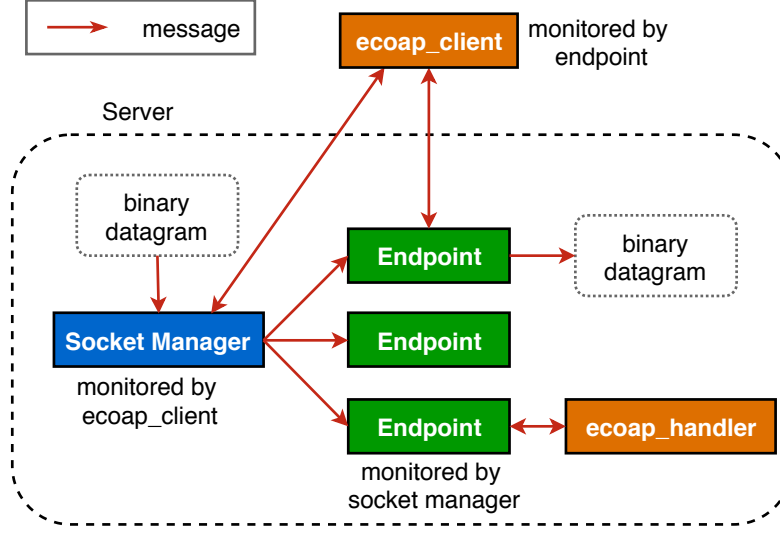 message
ecoap_client
monitored by
endpoint
Server
binary
datagram
Endpoint
binary
datagram
Socket Manager
Endpoint
monitored by
ecoap_client
Endpoint
ecoap_handler
monitored by
socket manager